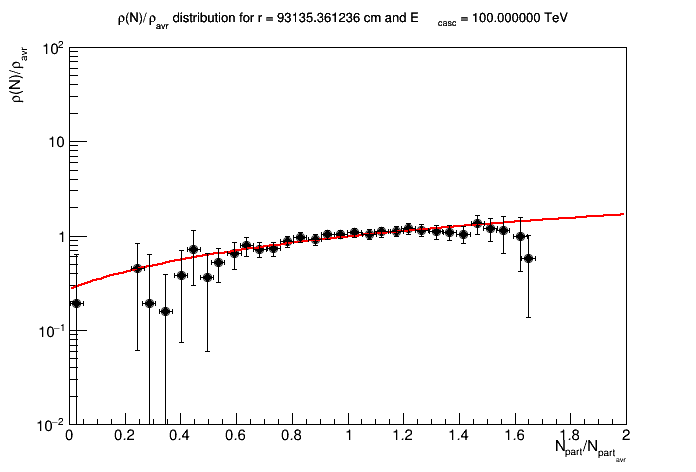 ρ(N)/ρavr distribution for r = 93135.361236 cm and E casc = 100.000000 TeV
ρ(N)/ρavr
10²
10
1
10⁻¹
10⁻²
0 0.2 0.4 0.6 0.8 1 1.2 1.4 1.6 1.8 2
Npart/Npartavr